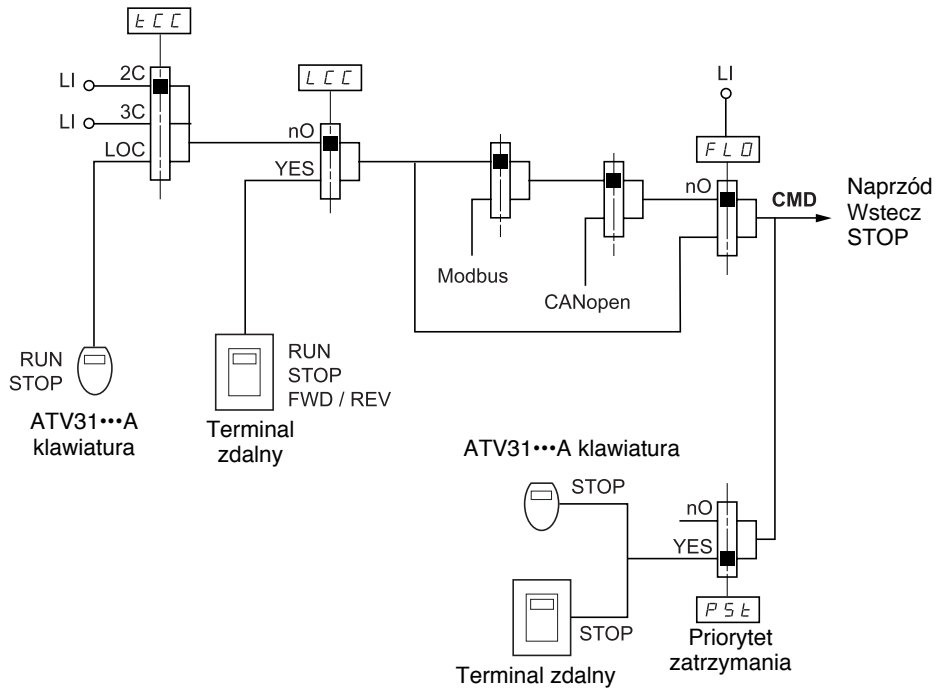 tCC
LI
2C
LI
3C
LOC
LCC
nO
YES
LI
FLO
nO
CMD
Naprzód
Wstecz
STOP
Modbus
CANopen
RUN
STOP
ATV31•••A
klawiatura
RUN
STOP
FWD / REV
Terminal
zdalny
ATV31•••A klawiatura
STOP
nO
YES
PSt
STOP
Priorytet
zatrzymania
Terminal zdalny